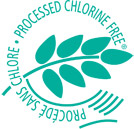 PROCESSED CHLORINE FREE®
PROCÉDÉ SANS CHLORE •